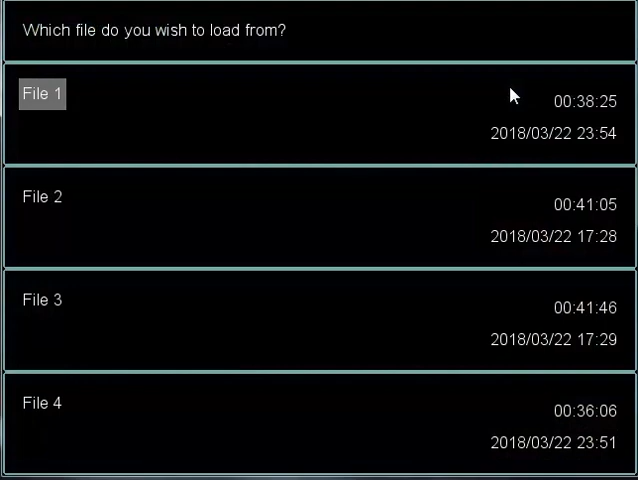 Which file do you wish to load from?
File 1
00:38:25
2018/03/22 23:54
File 2
00:41:05
2018/03/22 17:28
File 3
00:41:46
2018/03/22 17:29
File 4
00:36:06
2018/03/22 23:51